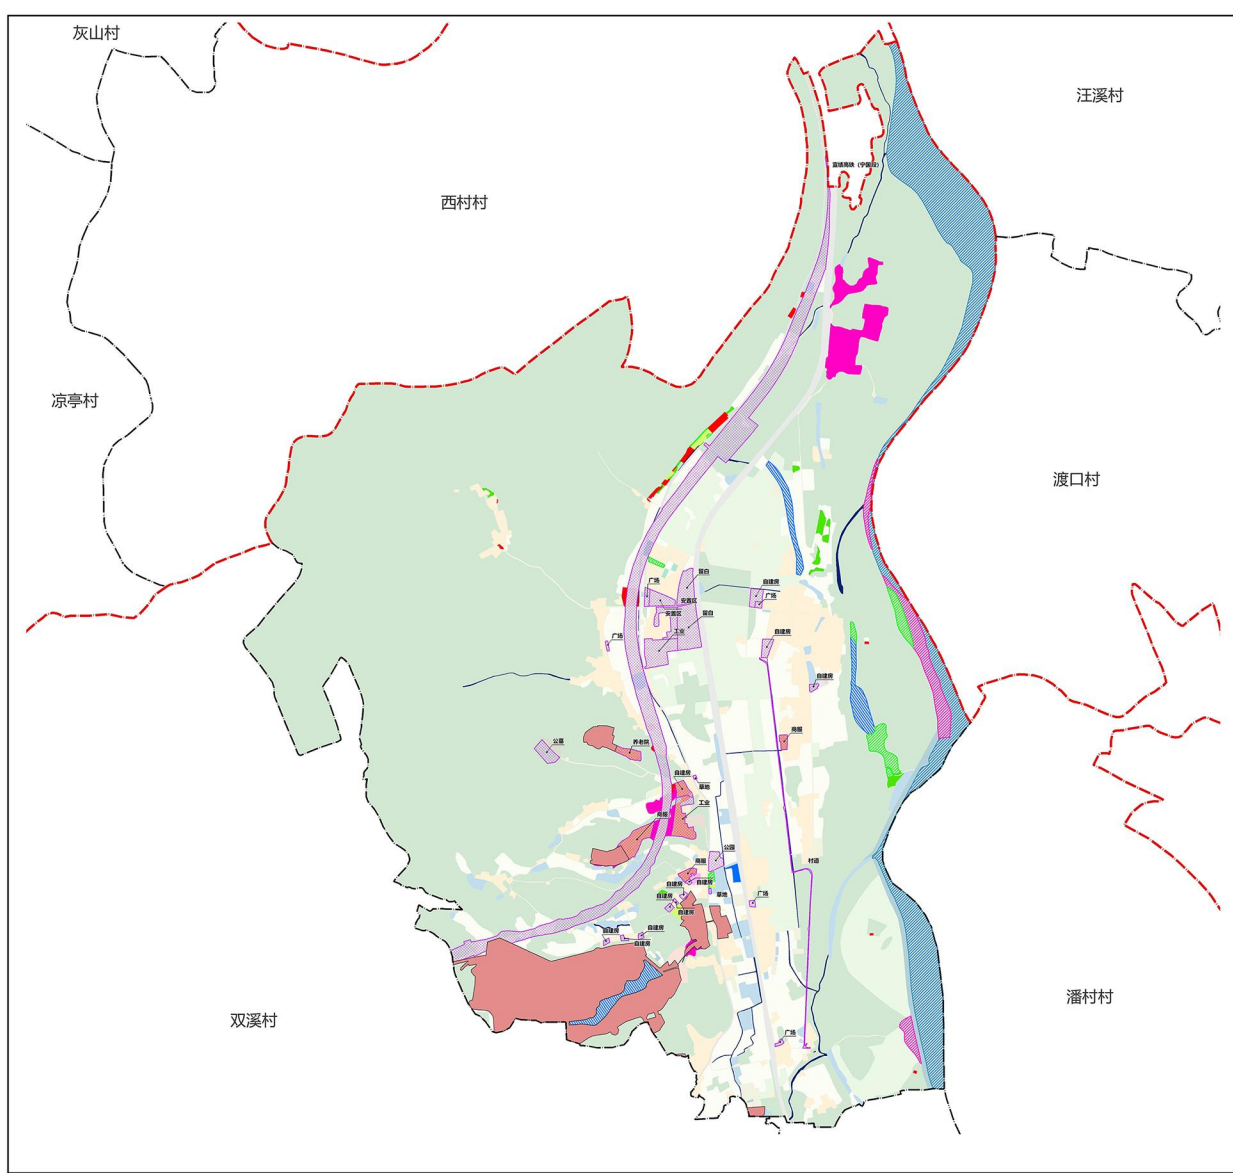 灰山村
汪溪村
宣绩高铁（宁国段）
西村村
凉亭村
渡口村
留白
广场
自建房
安置区
广场
安置区
留白
工业
广场
自建房
自建房
商服
公墓
养老院
自建房
草地
工业
商服
公园
商服
村道
自建房
自建房
草地
自建房
广场
自建房
自建房
自建房
自建房
潘村村
双溪村
广场